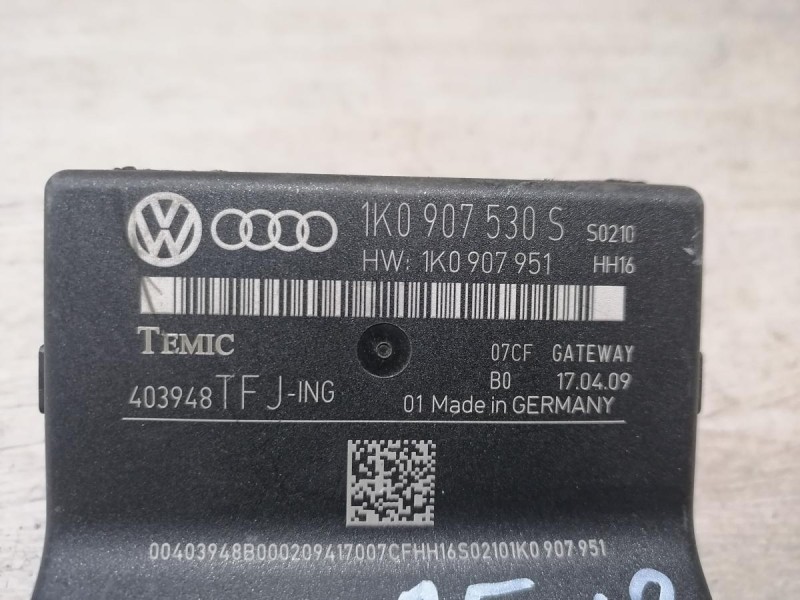 1K0 907 530 S S0210
HW: 1K0 907 951 HH16
TEMIC
07CF GATEWAY
B0 17.04.09
403948TFJ-ING
01 Made in GERMANY
00403948B000209417007CFHH16S02101K0 907 951